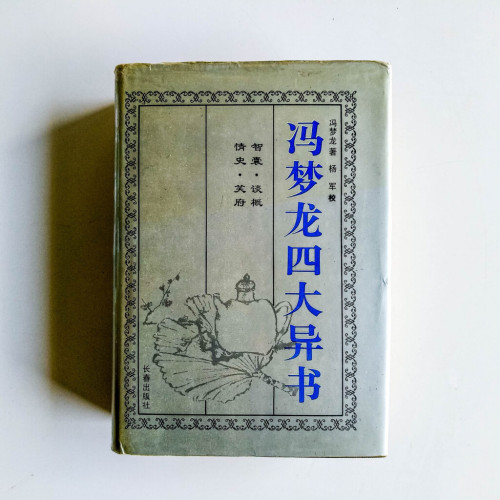 冯梦龙四大异书
冯梦龙著 杨军校
智囊·谈概
情史·笑府
长春出版社